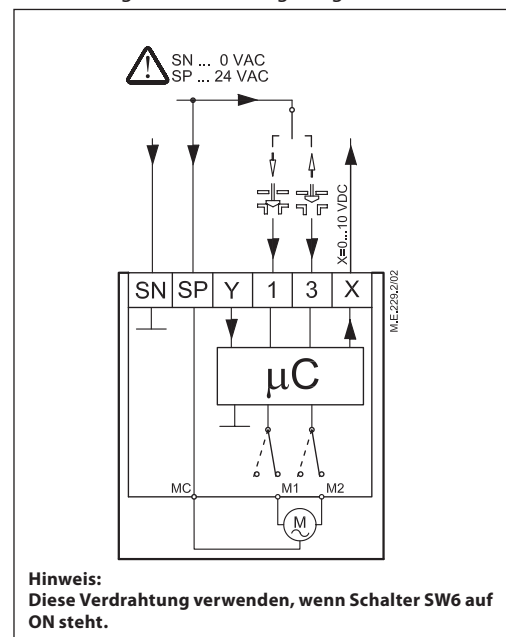 SN ... 0 VAC
SP ... 24 VAC
X=0...10 VDC
SN SP Y 1 3 X
M.E.229.2/02
µC
MC M1 M2
M
Hinweis:
Diese Verdrahtung verwenden, wenn Schalter SW6 auf
ON steht.